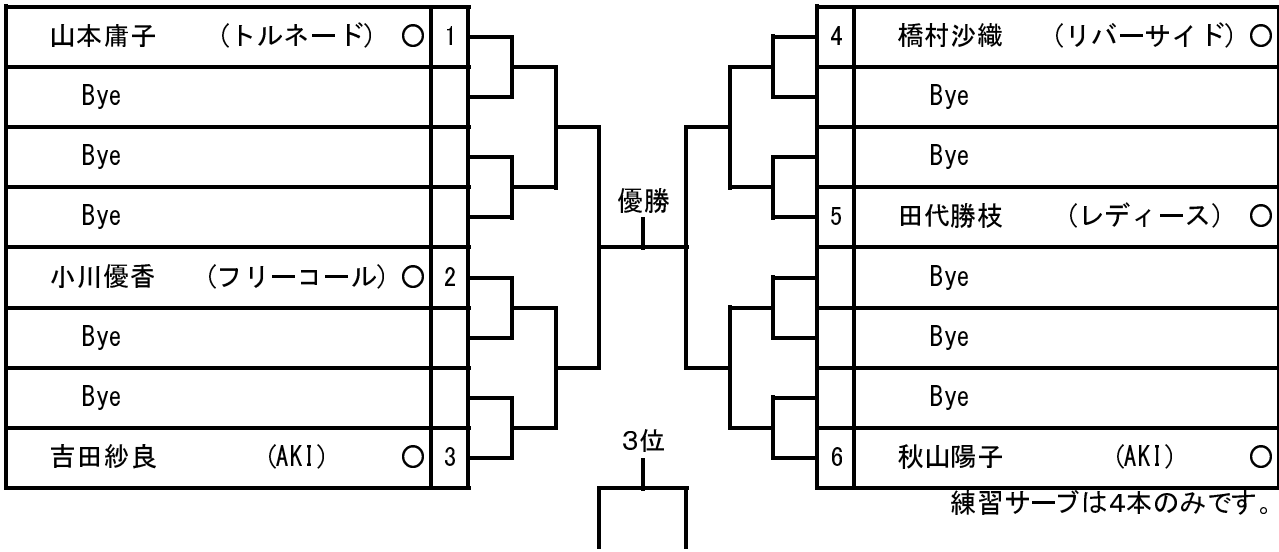 山本庸子 （トルネード） ○ 1
Bye
Bye
Bye
小川優香 （フリーコール） ○ 2
Bye
Bye
吉田紗良 (AKI) ○ 3
優勝
3位
4 橋村沙織 （リバーサイド） ○
Bye
Bye
5 田代勝枝 （レディース） ○
Bye
Bye
Bye
6 秋山陽子 (AKI) ○
練習サーブは4本のみです。